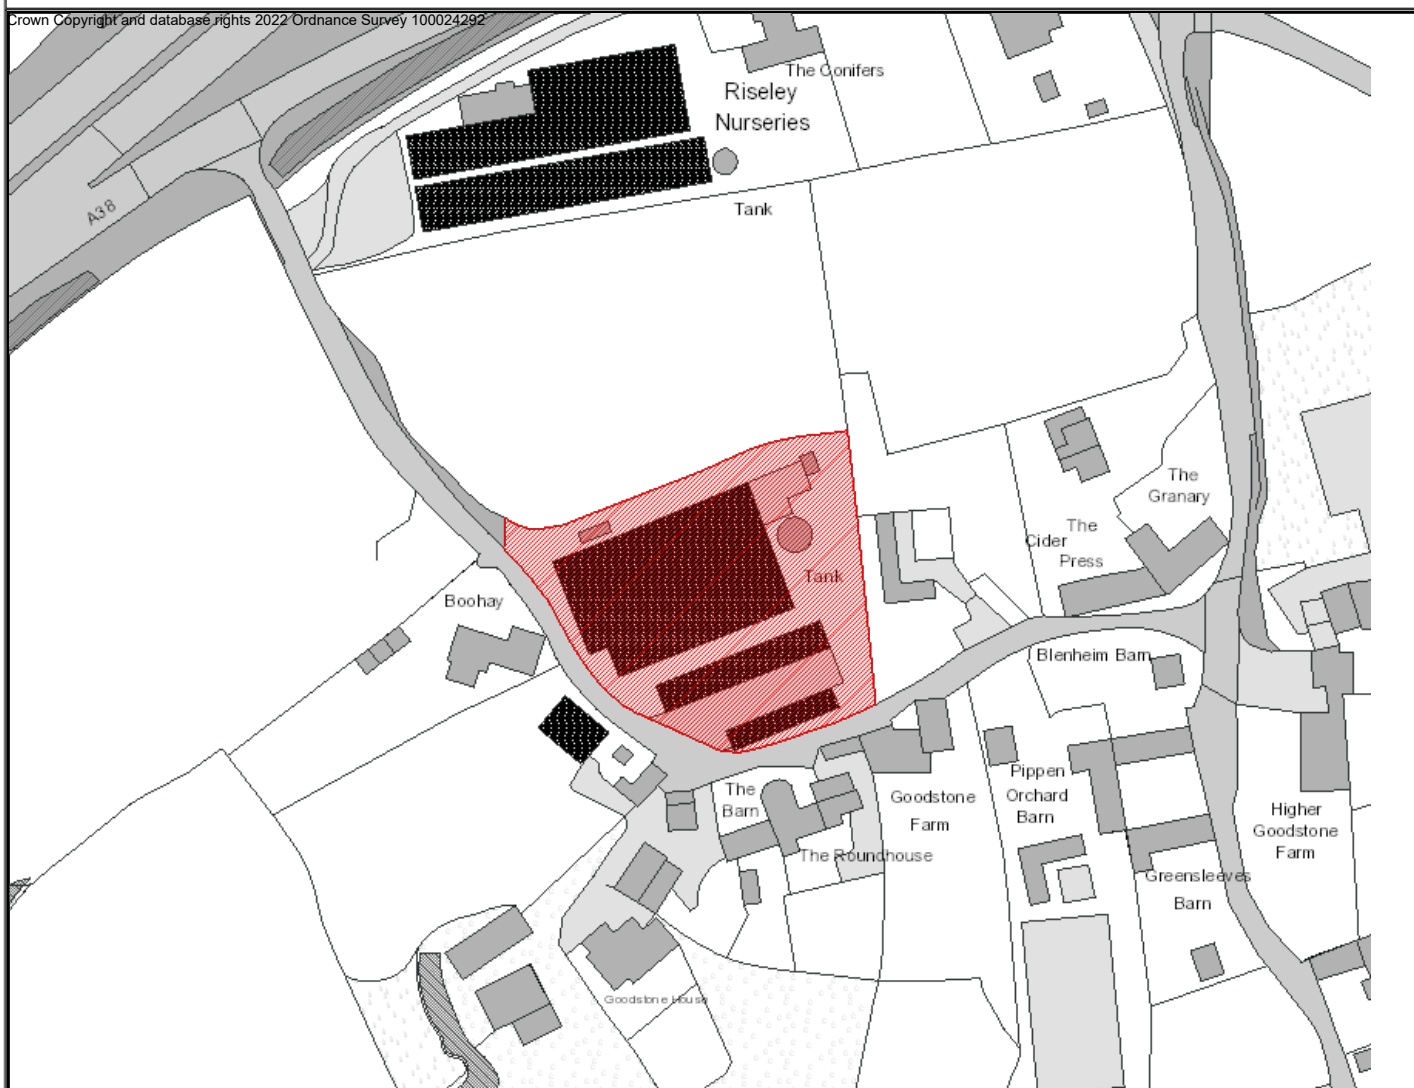 Crown Copyright and database rights 2022 Ordnance Survey 100024292
The Conifers
Riseley
Nurseries
Tank
A38
The
Granary
The
Cider
Press
Tank
Boohay
Blenheim Barn
Pippen
Orchard
Barn
The
Barn
Goodstone
Farm
Higher
Goodstone
Farm
The Roundhouse
Greensleeves
Barn
Goodstone House